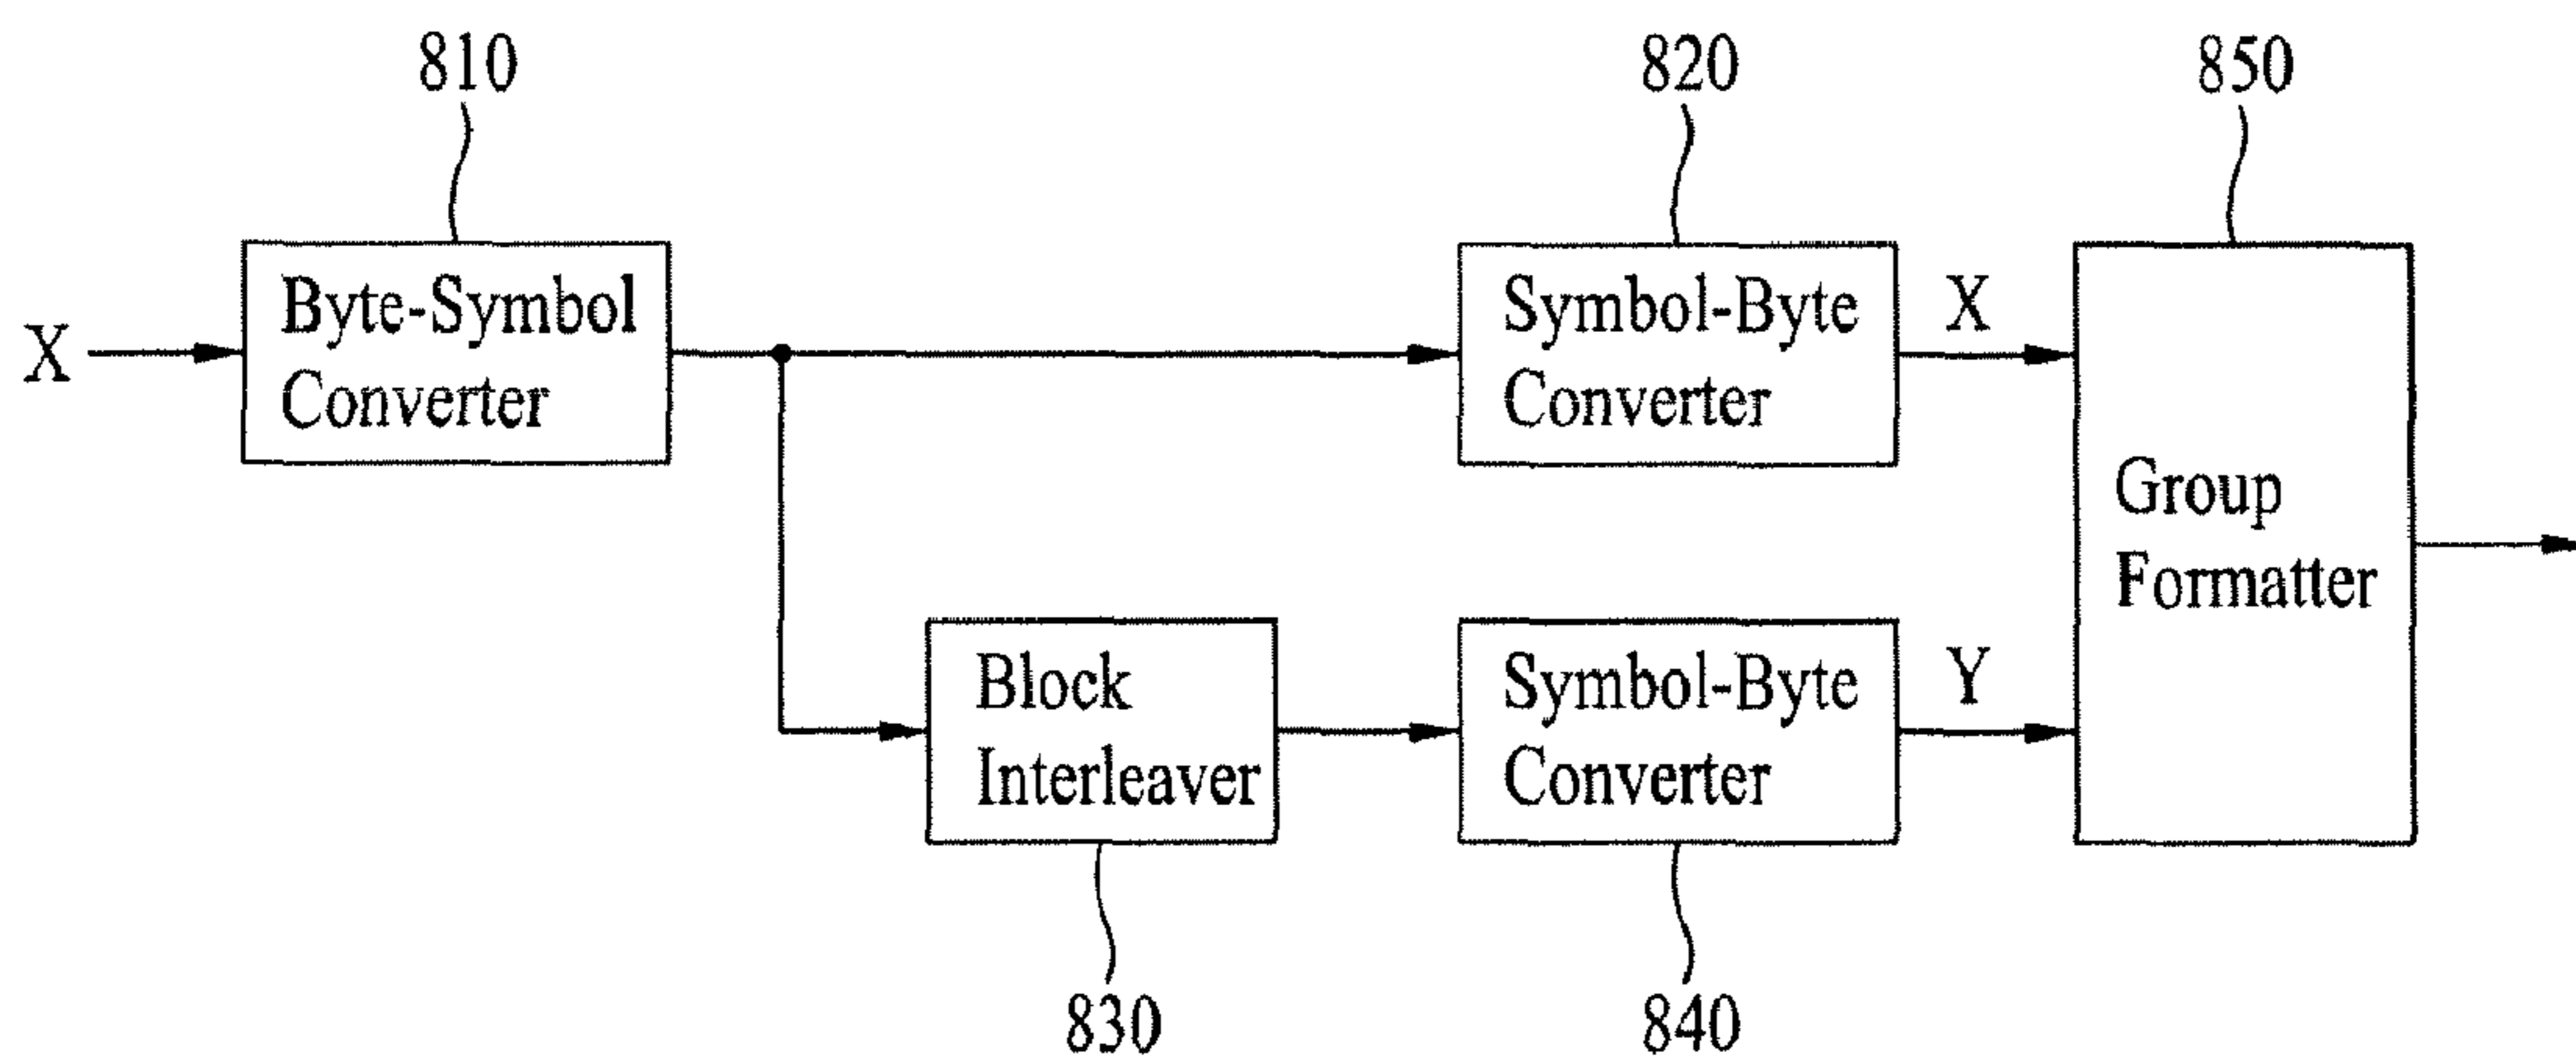 810
820
850
X
Byte-Symbol
Converter
Symbol-Byte
Converter
X
Group
Formatter
Block
Interleaver
Symbol-Byte
Converter
Y
830
840